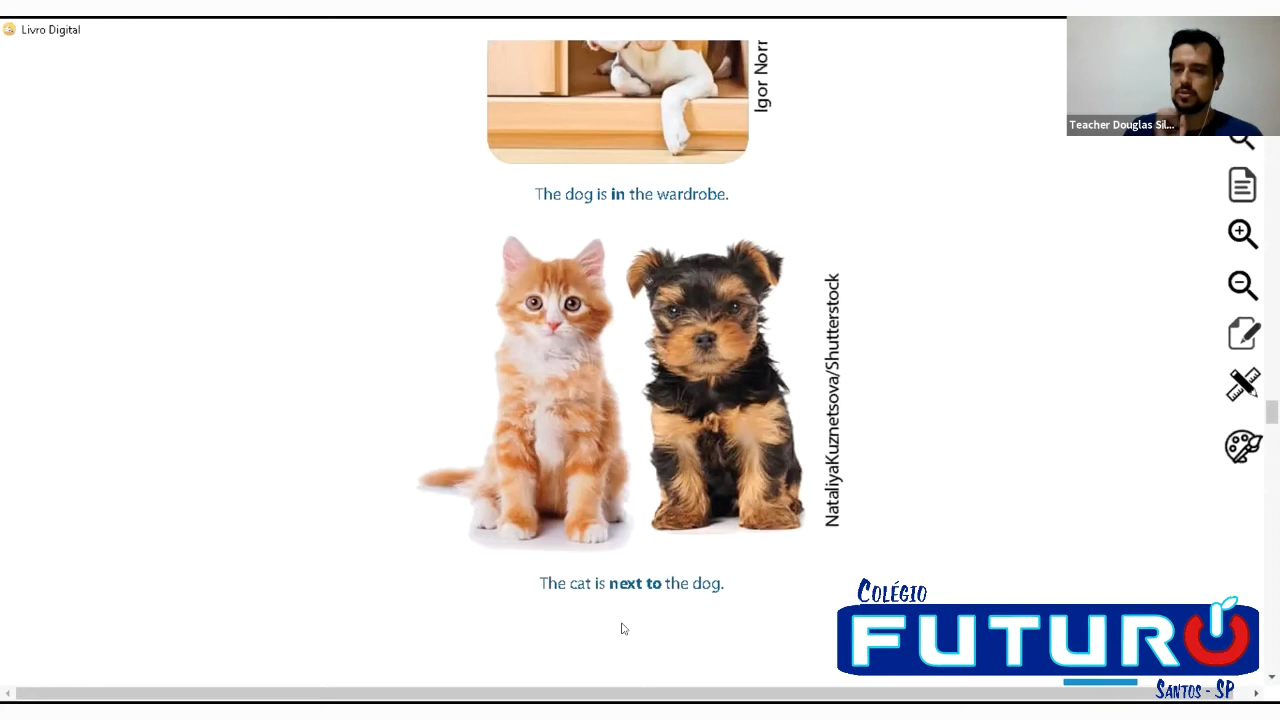 Livro Digital
Igor Norr
Teacher Douglas Sil...
The dog is in the wardrobe.
NataliyaKuznetsova/Shutterstock
The cat is next to the dog.
COLÉGIO
FUTURO
SANTOS - SP